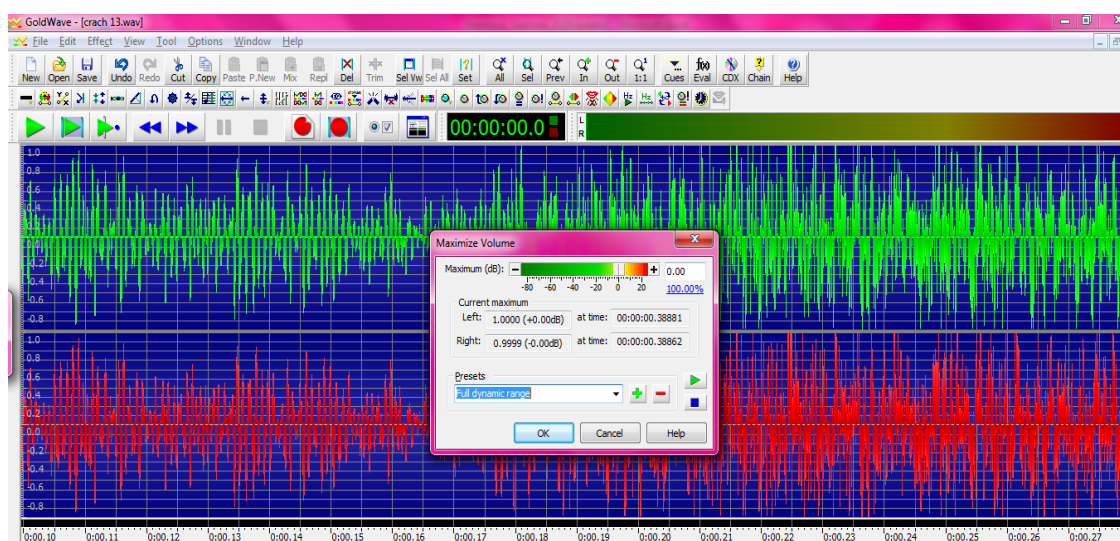 GoldWave - [crach 13.wav]
File Edit Effect View Tool Options Window Help
New Open Save Undo Redo Cut Copy Paste P.New Mix Repl Del Trim Sel Vw Sel All Set All Sel Prev In Out 1:1 Cues Eval CDX Chain Help
00:00:00.0
L
R
1.0
0.8
0.6
0.4
0.0
-0.2
-0.4
-0.6
-0.8
1.0
0.8
0.6
0.4
0.2
0.0
-0.2
-0.4
-0.6
-0.8
Maximize Volume
Maximum (dB): 0.00
-80 -60 -40 -20 0 20 100.00%
Current maximum
Left: 1.0000 (+0.00dB) at time: 00:00:00.38881
Right: 0.9999 (-0.00dB) at time: 00:00:00.38862
Presets
Full dynamic range
OK Cancel Help
0:00.10 0:00.11 0:00.12 0:00.13 0:00.14 0:00.15 0:00.16 0:00.17 0:00.18 0:00.19 0:00.20 0:00.21 0:00.22 0:00.23 0:00.24 0:00.25 0:00.26 0:00.27